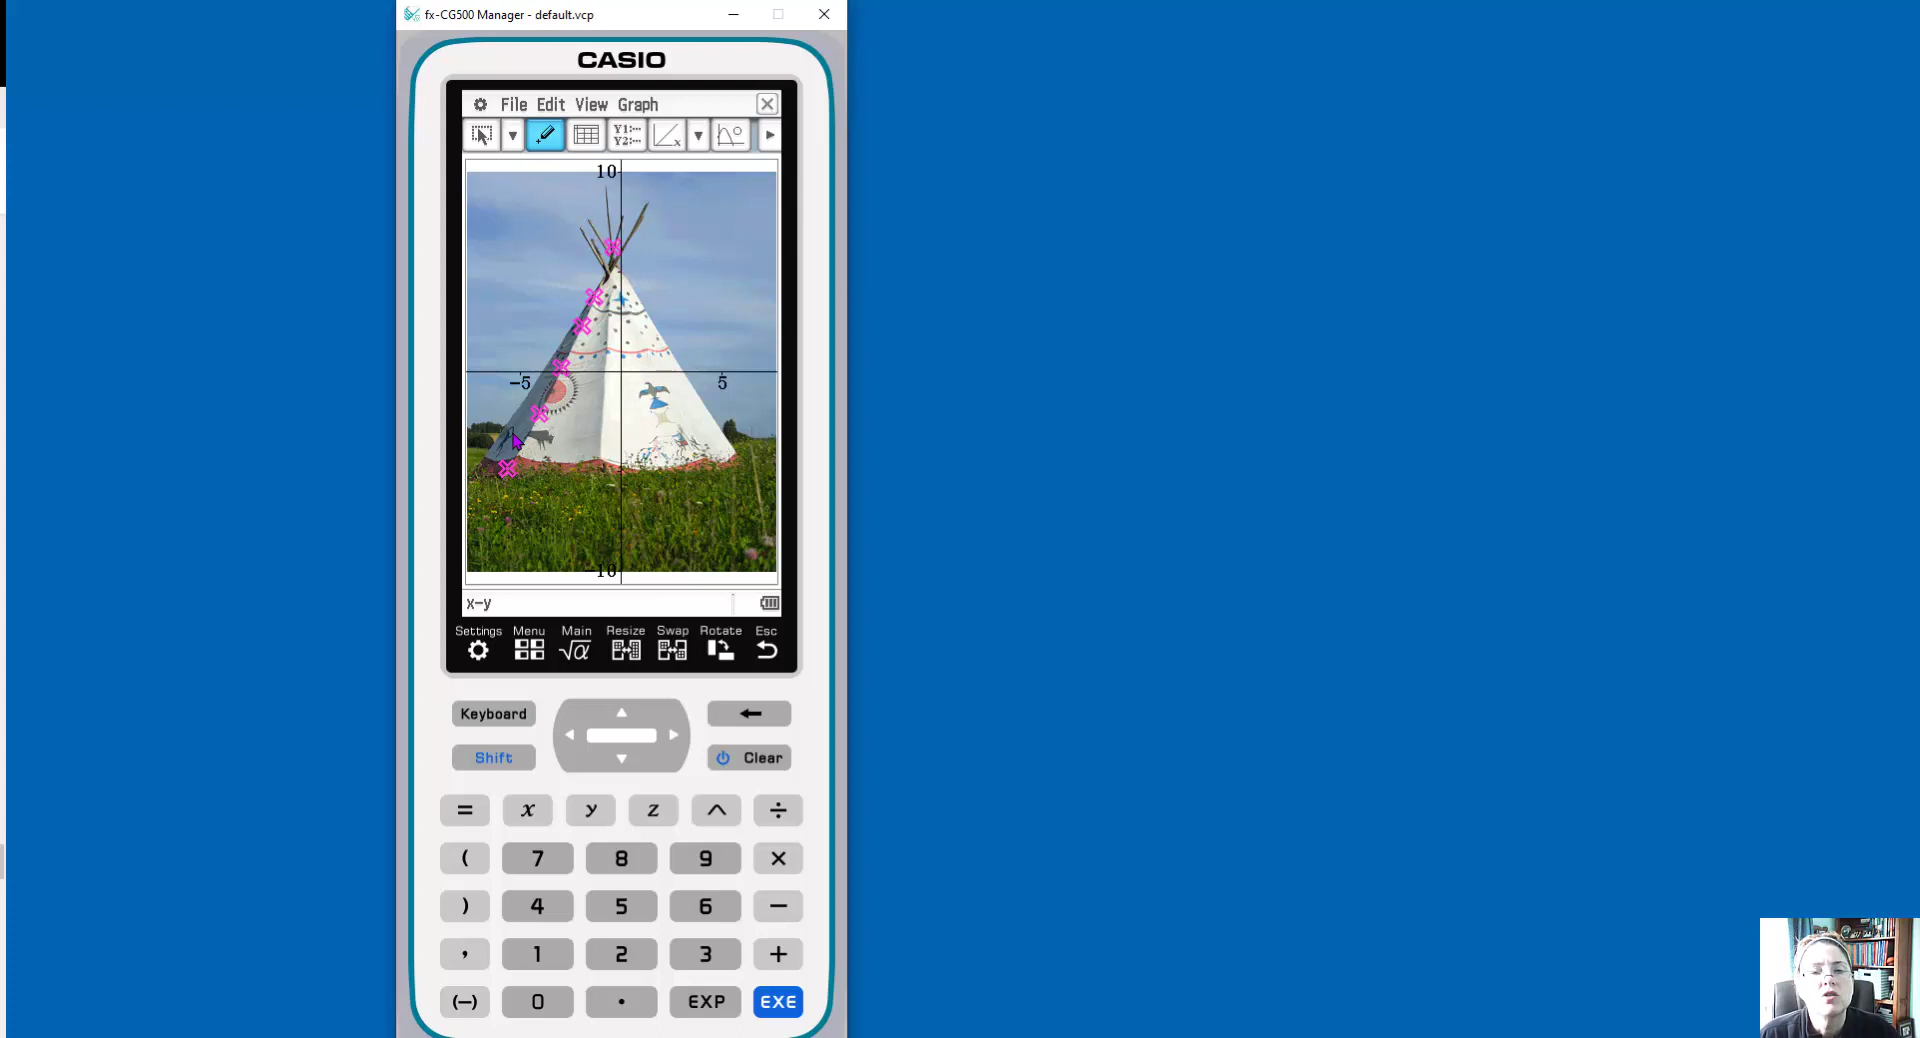 fx-CG500 Manager - default.vcp
CASIO
File Edit View Graph
Y1:···
Y2:···
x
10
-5
5
-10
x-y
Settings Menu Main Resize Swap Rotate Esc
√α
Keyboard
Shift
Clear
= x y z ^ ÷
( 7 8 9 ×
) 4 5 6 −
, 1 2 3 +
(−) 0 · EXP EXE